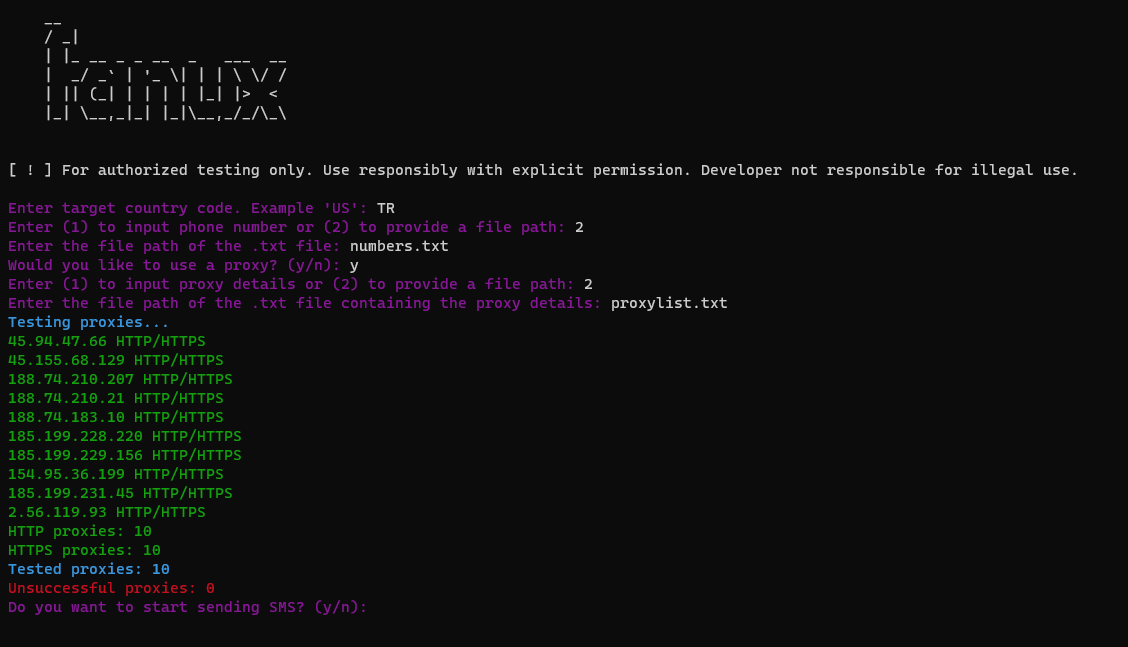 fanux
[ ! ] For authorized testing only. Use responsibly with explicit permission. Developer not responsible for illegal use.
Enter target country code. Example 'US': TR
Enter (1) to input phone number or (2) to provide a file path: 2
Enter the file path of the .txt file: numbers.txt
Would you like to use a proxy? (y/n): y
Enter (1) to input proxy details or (2) to provide a file path: 2
Enter the file path of the .txt file containing the proxy details: proxylist.txt
Testing proxies...
45.94.47.66 HTTP/HTTPS
45.155.68.129 HTTP/HTTPS
188.74.210.207 HTTP/HTTPS
188.74.210.21 HTTP/HTTPS
188.74.183.10 HTTP/HTTPS
185.199.228.220 HTTP/HTTPS
185.199.229.156 HTTP/HTTPS
154.95.36.199 HTTP/HTTPS
185.199.231.45 HTTP/HTTPS
2.56.119.93 HTTP/HTTPS
HTTP proxies: 10
HTTPS proxies: 10
Tested proxies: 10
Unsuccessful proxies: 0
Do you want to start sending SMS? (y/n):